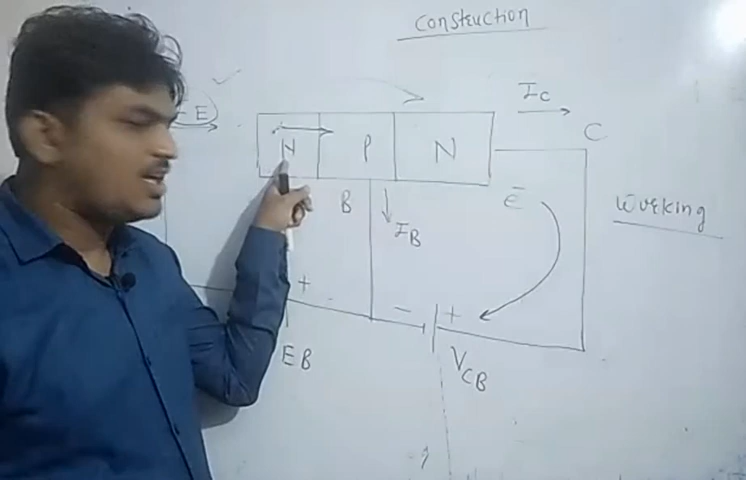 Construction
- E
Ic
C
N P N
B
IB
e̅
Working
+
- +
EB
VCB